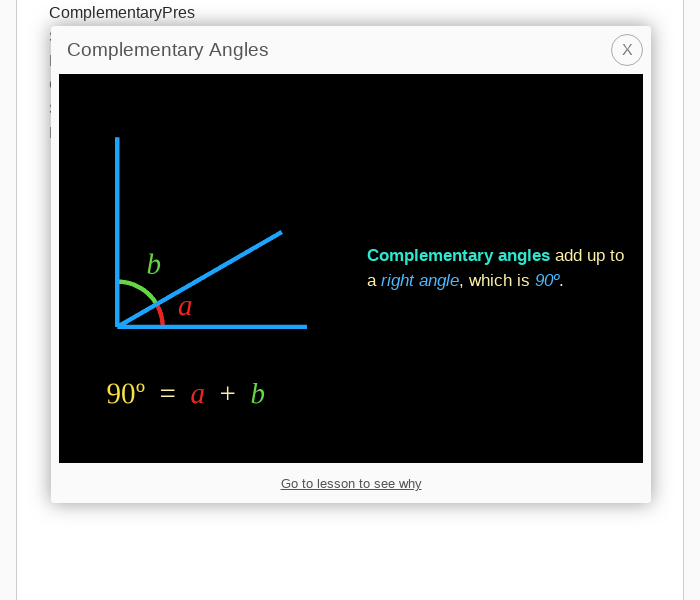 ComplementaryPres
Complementary Angles
X
b
a
Complementary angles add up to
a right angle, which is 90º.
90º = a + b
Go to lesson to see why